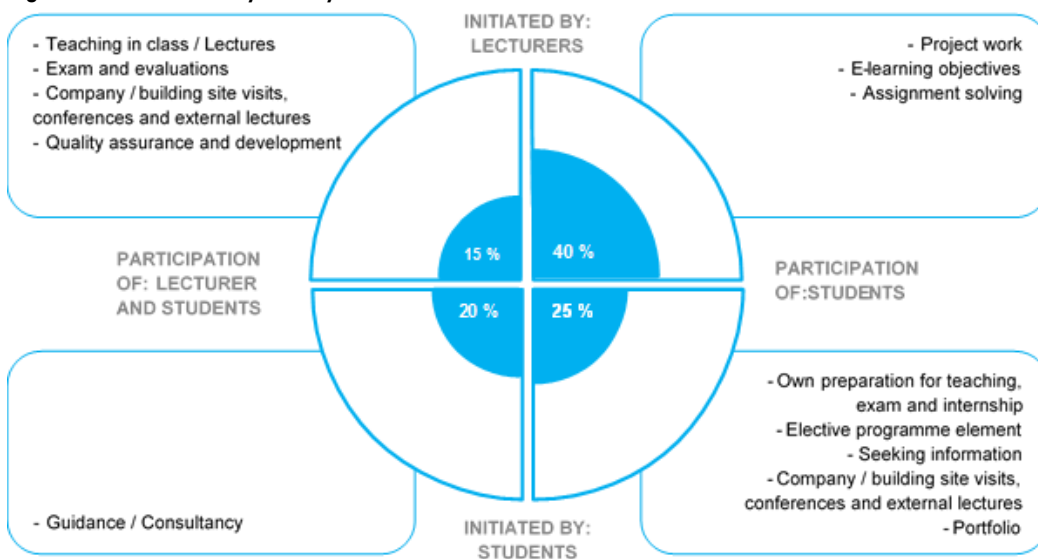 INITIATED BY:
LECTURERS
- Teaching in class / Lectures
- Exam and evaluations
- Company / building site visits,
conferences and external lectures
- Quality assurance and development
- Project work
- E-learning objectives
- Assignment solving
15 %
40 %
PARTICIPATION
OF: LECTURER
AND STUDENTS
PARTICIPATION
OF:STUDENTS
20 %
25 %
- Guidance / Consultancy
- Own preparation for teaching,
exam and internship
- Elective programme element
- Seeking information
- Company / building site visits,
conferences and external lectures
- Portfolio
INITIATED BY:
STUDENTS